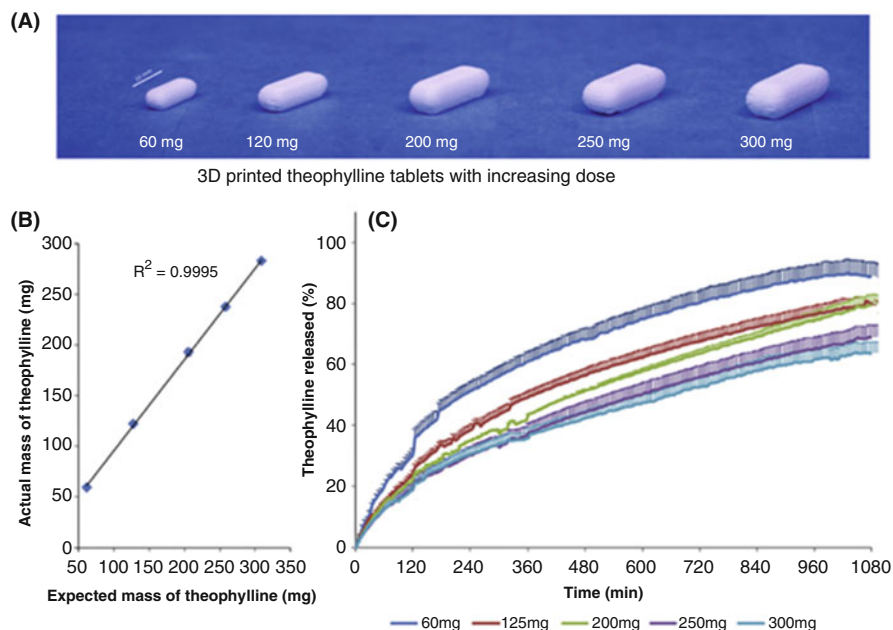 (A)
60 mg
120 mg
200 mg
250 mg
300 mg
3D printed theophylline tablets with increasing dose
(B)
R² = 0.9995
Actual mass of theophylline (mg)
300
250
200
150
100
50
0
50 100 150 200 250 300 350
Expected mass of theophylline (mg)
(C)
Theophylline released (%)
100
80
60
40
20
0
0 120 240 360 480 600 720 840 960 1080
Time (min)
60mg 125mg 200mg 250mg 300mg